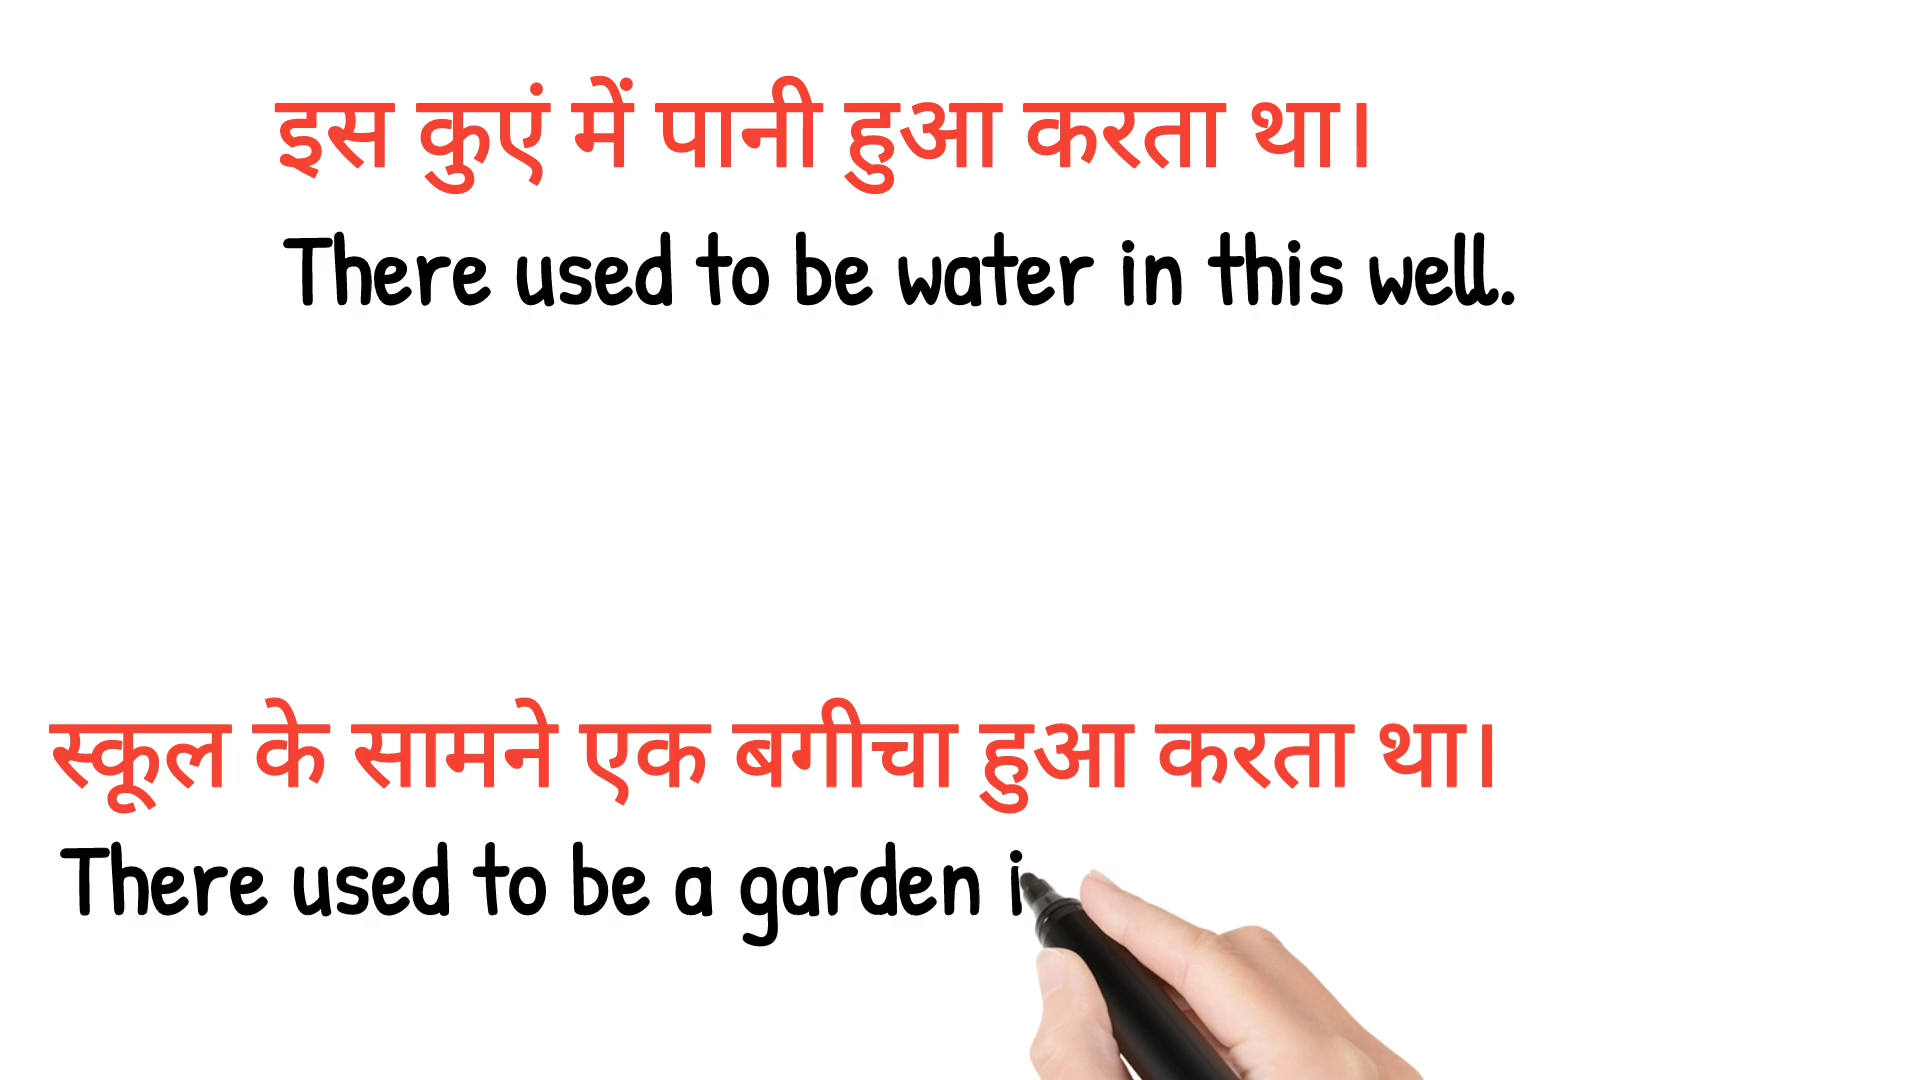 इस कुएं में पानी हुआ करता था।
There used to be water in this well.
स्कूल के सामने एक बगीचा हुआ करता था।
There used to be a garden i